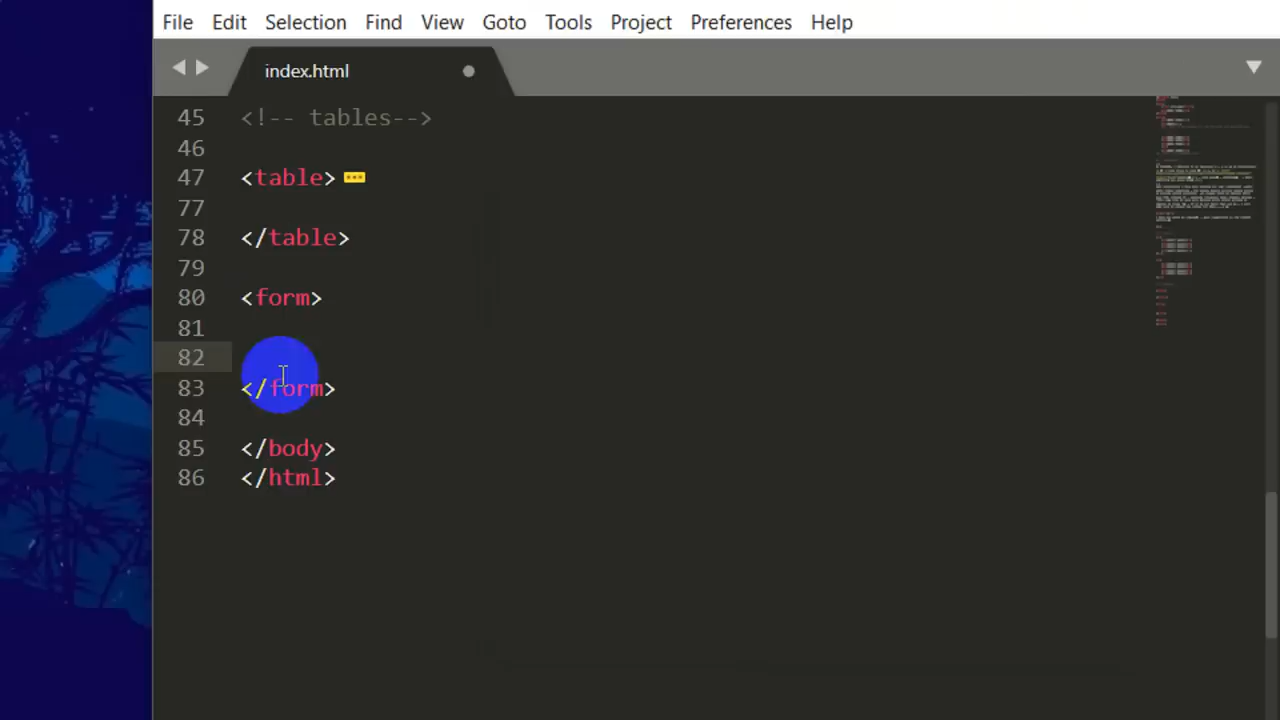 File Edit Selection Find View Goto Tools Project Preferences Help
index.html
45 <!-- tables-->
46
47 <table>
77
78 </table>
79
80 <form>
81
82
83 </form>
84
85 </body>
86 </html>